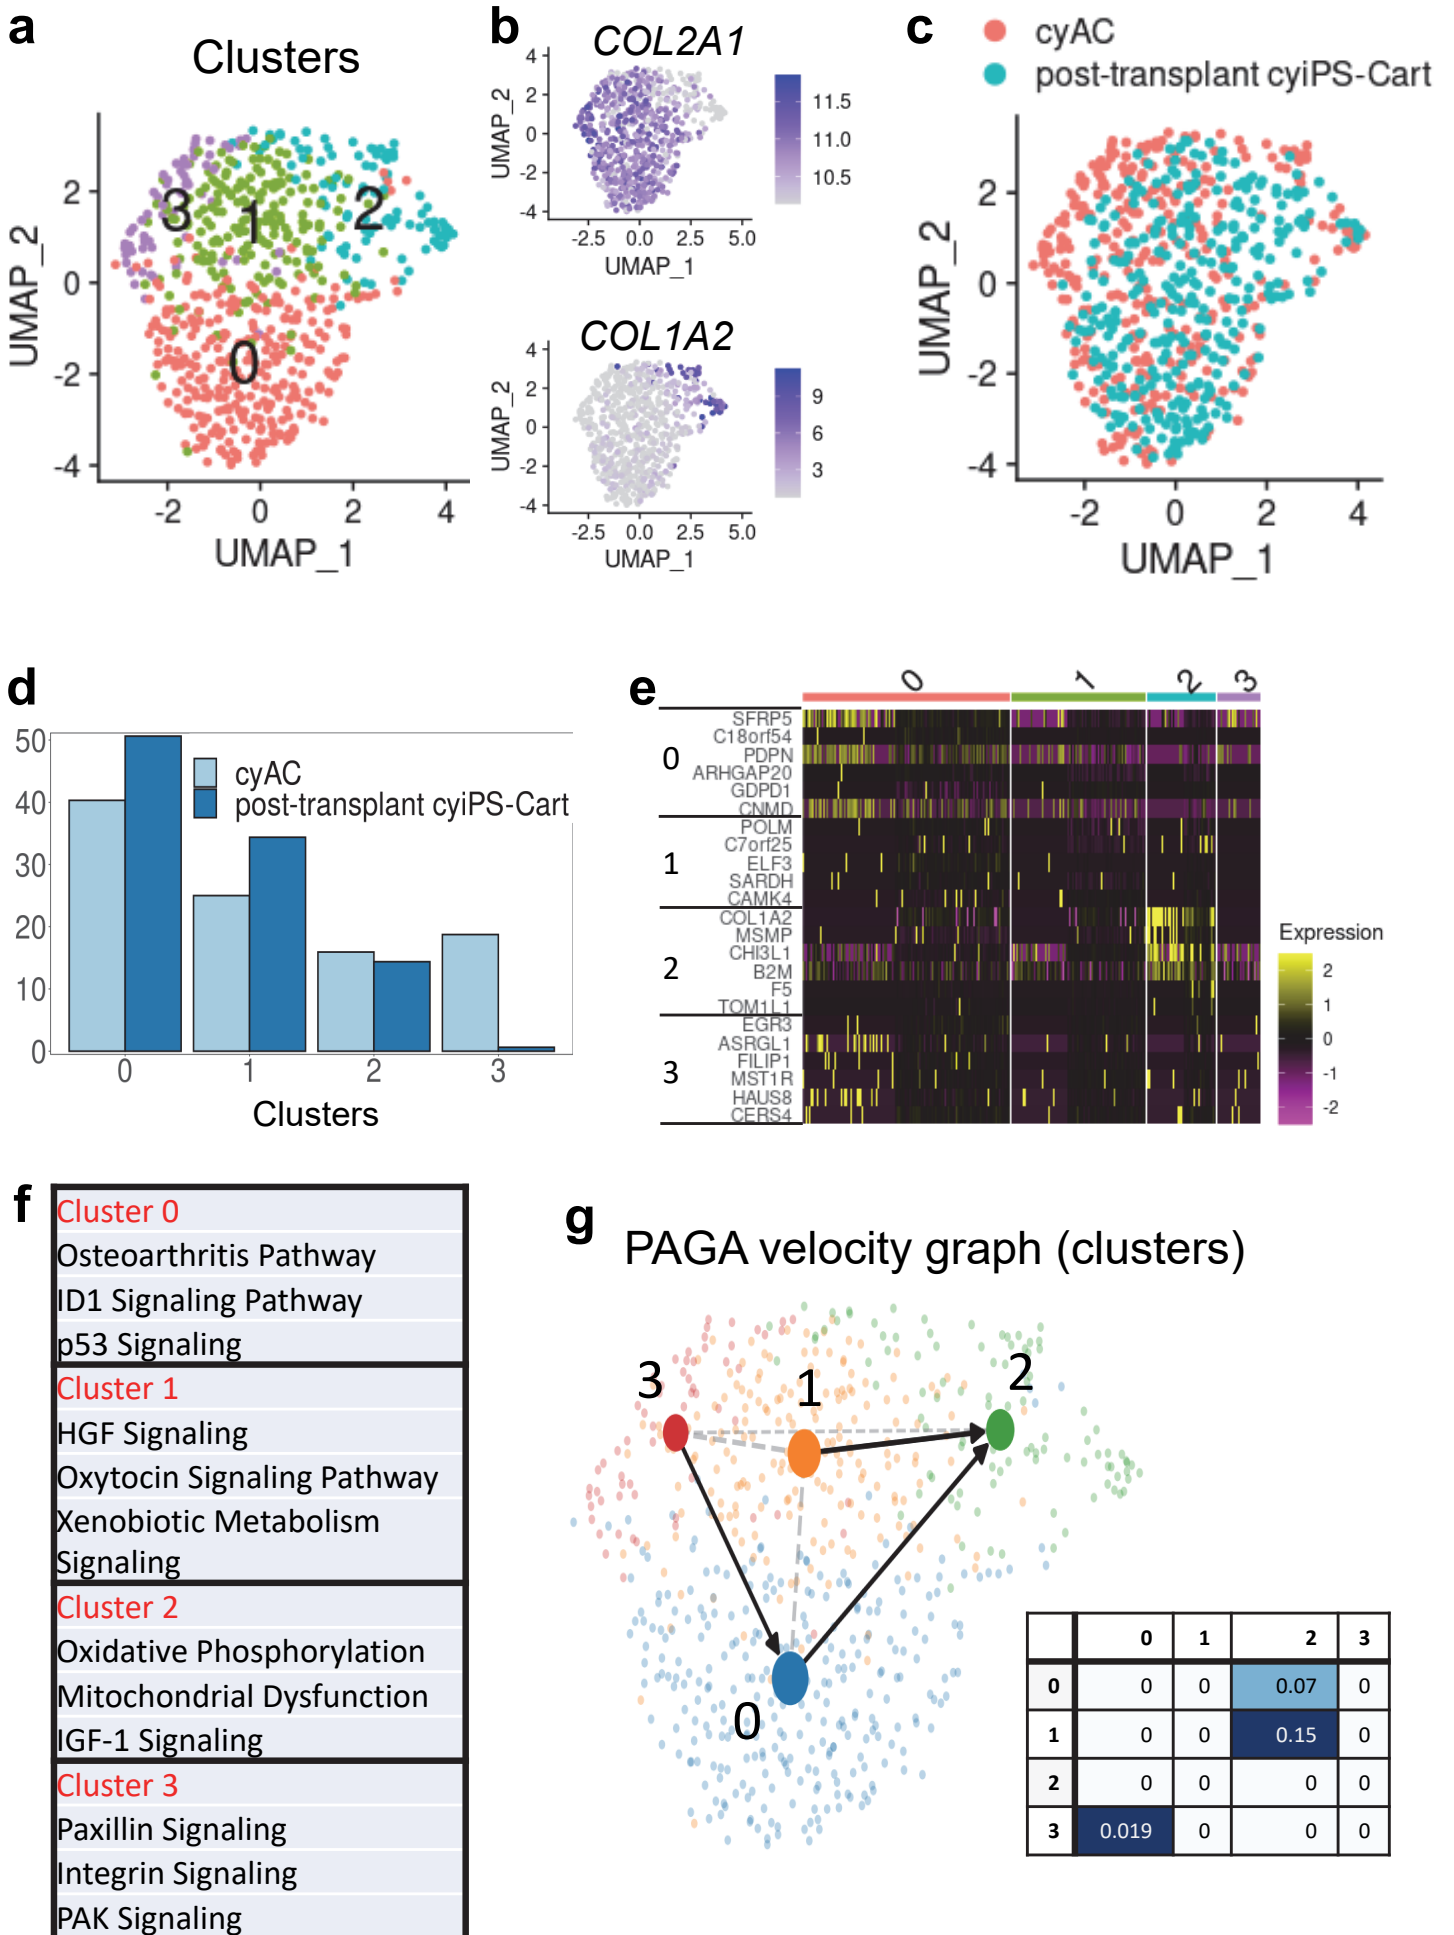 a
Clusters
3
1
2
0
2
0
-2
-4
-2
0
2
4
UMAP_2
UMAP_1
b
COL2A1
4
2
0
-2
-4
-2.5
0.0
2.5
5.0
UMAP_2
UMAP_1
11.5
11.0
10.5
COL1A2
4
2
0
-2
-4
-2.5
0.0
2.5
5.0
UMAP_2
UMAP_1
9
6
3
c
cyAC
post-transplant cyiPS-Cart
2
0
-2
-4
-2
0
2
4
UMAP_2
UMAP_1
d
50
40
30
20
10
0
cyAC
post-transplant cyiPS-Cart
0
1
2
3
Clusters
e
0
1
2
3
0
SFRP5
C18orf54
PDPN
ARHGAP20
GDPD1
CNMD
1
POLM
C7orf25
ELF3
SARDH
CAMK4
2
COL1A2
MSMP
CHI3L1
B2M
F5
TOM1L1
3
EGR3
ASRGL1
FILIP1
MST1R
HAUS8
CERS4
Expression
2
1
0
-1
-2
f
Cluster 0
Osteoarthritis Pathway
ID1 Signaling Pathway
p53 Signaling
Cluster 1
HGF Signaling
Oxytocin Signaling Pathway
Xenobiotic Metabolism
Signaling
Cluster 2
Oxidative Phosphorylation
Mitochondrial Dysfunction
IGF-1 Signaling
Cluster 3
Paxillin Signaling
Integrin Signaling
PAK Signaling
g
PAGA velocity graph (clusters)
3
1
2
0
0 1 2 3
0 0 0 0.07 0
1 0 0 0.15 0
2 0 0 0 0
3 0.019 0 0 0